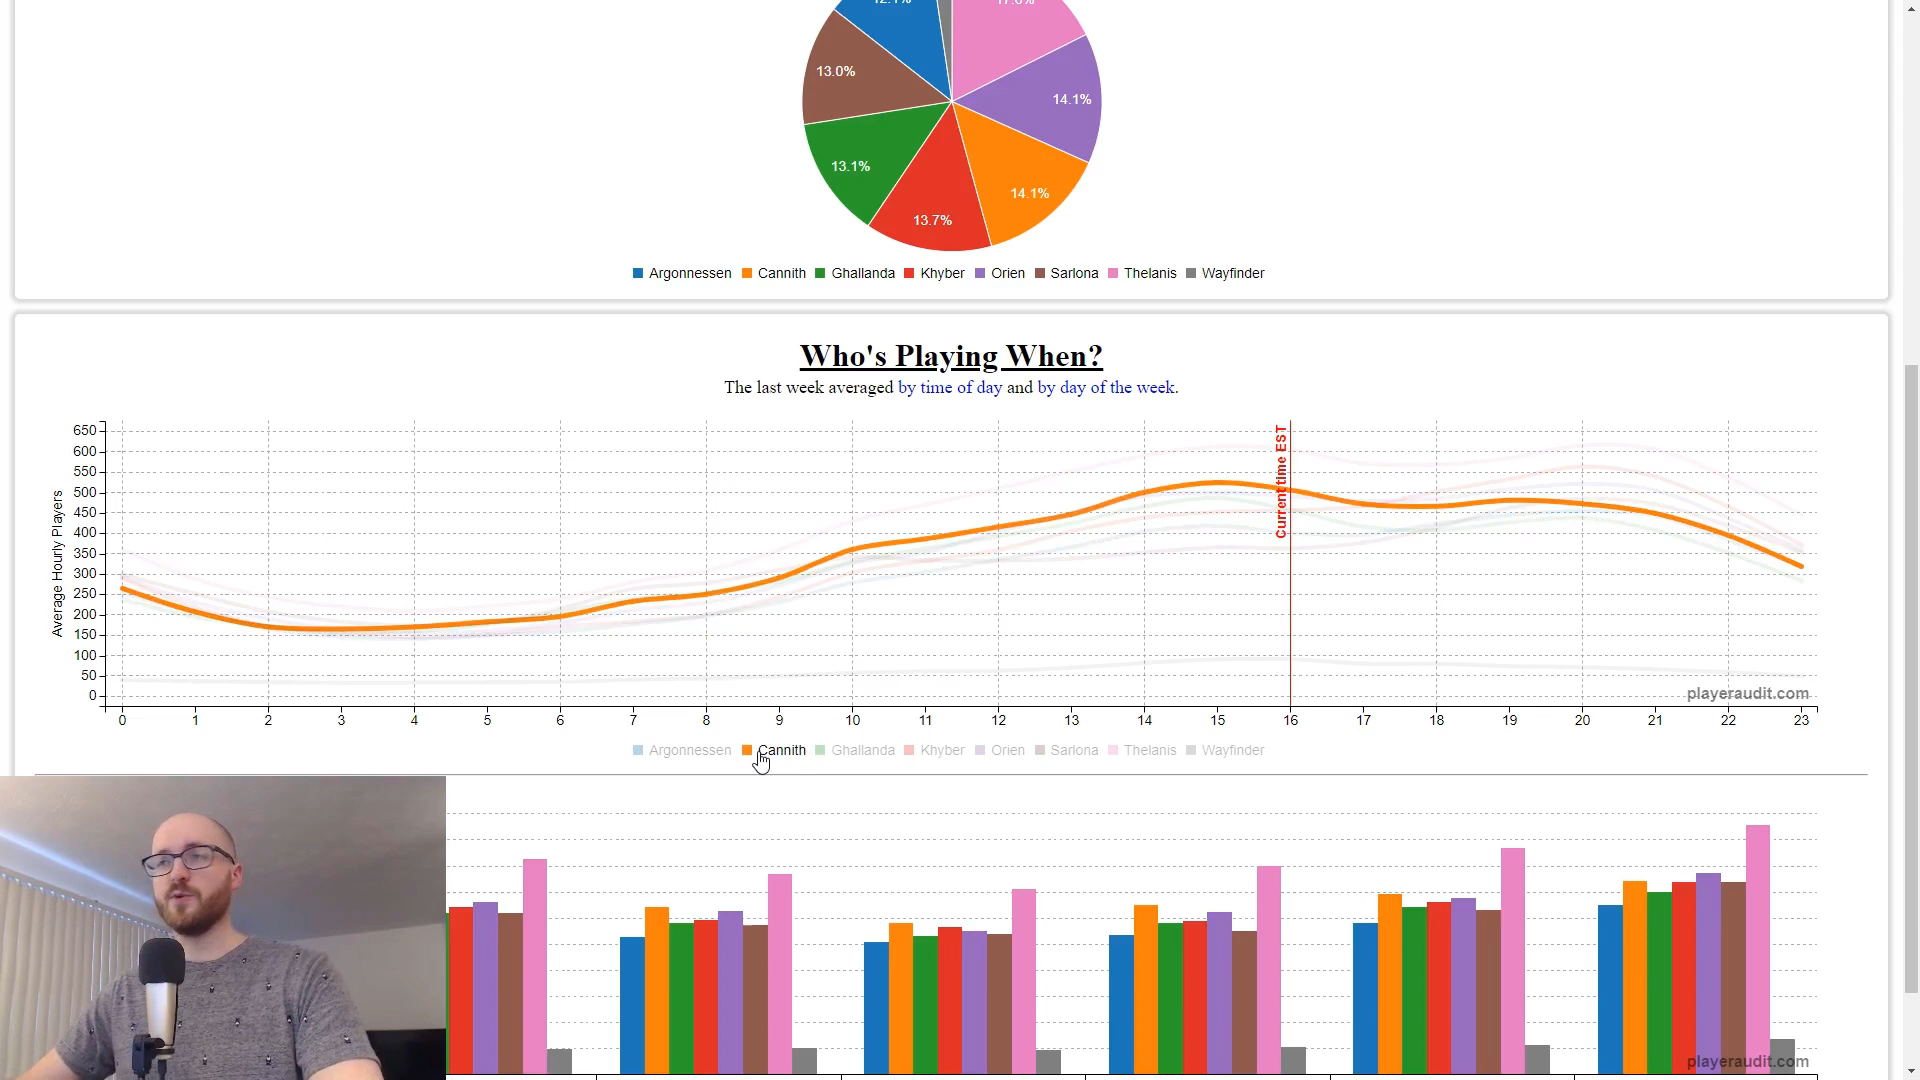 12.1%
17.6%
13.0%
14.1%
13.1%
14.1%
13.7%
Argonnessen Cannith Ghallanda Khyber Orien Sarlona Thelanis Wayfinder
Who's Playing When?
The last week averaged by time of day and by day of the week.
650
600
550
500
450
400
350
300
250
200
150
100
50
0
Average Hourly Players
Current time EST
playeraudit.com
0 1 2 3 4 5 6 7 8 9 10 11 12 13 14 15 16 17 18 19 20 21 22 23
Argonnessen Cannith Ghallanda Khyber Orien Sarlona Thelanis Wayfinder
playeraudit.com